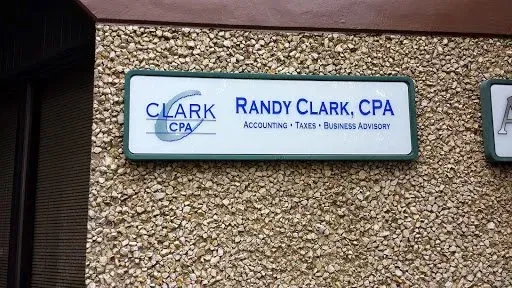 CLARK
CPA
RANDY CLARK, CPA
ACCOUNTING • TAXES • BUSINESS ADVISORY